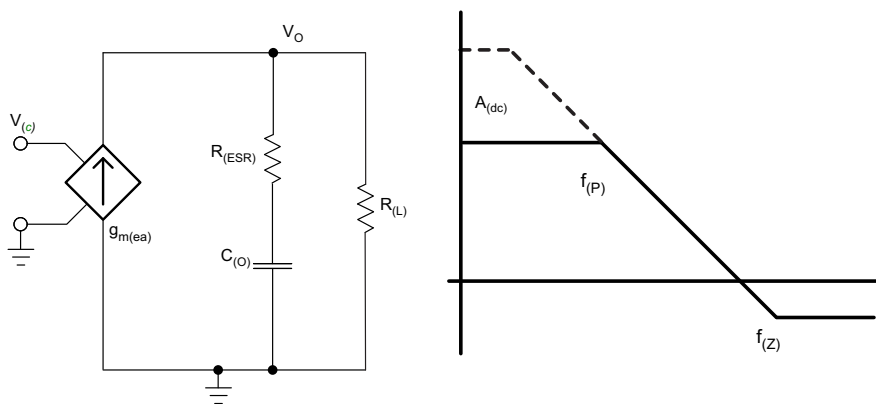 V_O
V_(c)
R_(ESR)
R_(L)
g_m(ea)
C_(O)
A_(dc)
f_(P)
f_(Z)